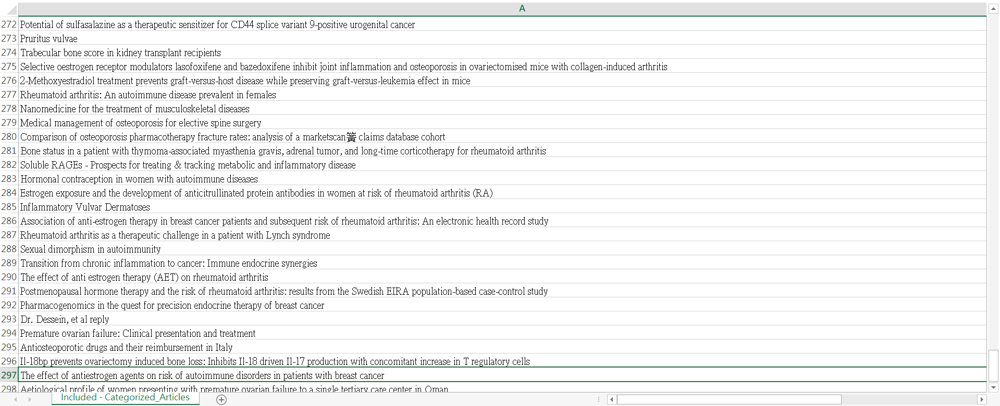 A
272 Potential of sulfasalazine as a therapeutic sensitizer for CD44 splice variant 9-positive urogenital cancer
273 Pruritus vulvae
274 Trabecular bone score in kidney transplant recipients
275 Selective oestrogen receptor modulators lasofoxifene and bazedoxifene inhibit joint inflammation and osteoporosis in ovariectomised mice with collagen-induced arthritis
276 2-Methoxyestradiol treatment prevents graft-versus-host disease while preserving graft-versus-leukemia effect in mice
277 Rheumatoid arthritis: An autoimmune disease prevalent in females
278 Nanomedicine for the treatment of musculoskeletal diseases
279 Medical management of osteoporosis for elective spine surgery
280 Comparison of osteoporosis pharmacotherapy fracture rates: analysis of a marketscan claims database cohort
281 Bone status in a patient with thymoma-associated myasthenia gravis, adrenal tumor, and long-time corticotherapy for rheumatoid arthritis
282 Soluble RAGEs - Prospects for treating & tracking metabolic and inflammatory disease
283 Hormonal contraception in women with autoimmune diseases
284 Estrogen exposure and the development of anticitrullinated protein antibodies in women at risk of rheumatoid arthritis (RA)
285 Inflammatory Vulvar Dermatoses
286 Association of anti-estrogen therapy in breast cancer patients and subsequent risk of rheumatoid arthritis: An electronic health record study
287 Rheumatoid arthritis as a therapeutic challenge in a patient with Lynch syndrome
288 Sexual dimorphism in autoimmunity
289 Transition from chronic inflammation to cancer: Immune endocrine synergies
290 The effect of anti estrogen therapy (AET) on rheumatoid arthritis
291 Postmenopausal hormone therapy and the risk of rheumatoid arthritis: results from the Swedish EIRA population-based case-control study
292 Pharmacogenomics in the quest for precision endocrine therapy of breast cancer
293 Dr. Dessein, et al reply
294 Premature ovarian failure: Clinical presentation and treatment
295 Antiosteoporotic drugs and their reimbursement in Italy
296 Il-18bp prevents ovariectomy induced bone loss: Inhibits Il-18 driven Il-17 production with concomitant increase in T regulatory cells
297 The effect of antiestrogen agents on risk of autoimmune disorders in patients with breast cancer
298 Aetiological profile of women presenting with premature ovarian failure to a single tertiary care center in Oman
Included - Categorized_Articles